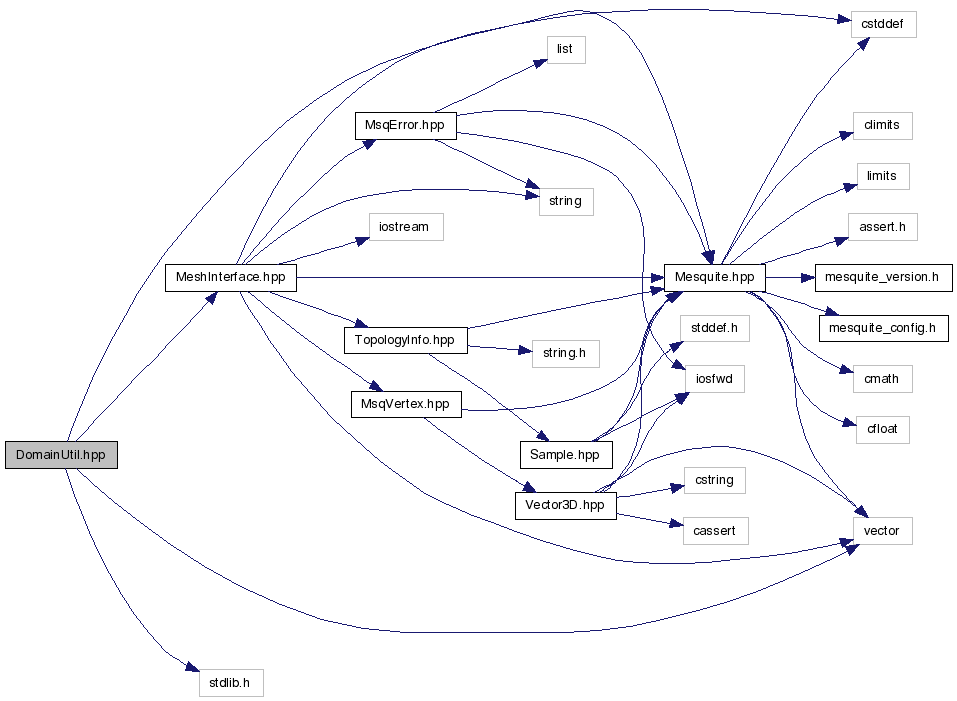 cstddef
list
MsqError.hpp
climits
limits
string
iostream
assert.h
MeshInterface.hpp
Mesquite.hpp
mesquite_version.h
stddef.h
mesquite_config.h
TopologyInfo.hpp
string.h
iosfwd
cmath
MsqVertex.hpp
cfloat
DomainUtil.hpp
Sample.hpp
cstring
Vector3D.hpp
cassert
vector
stdlib.h